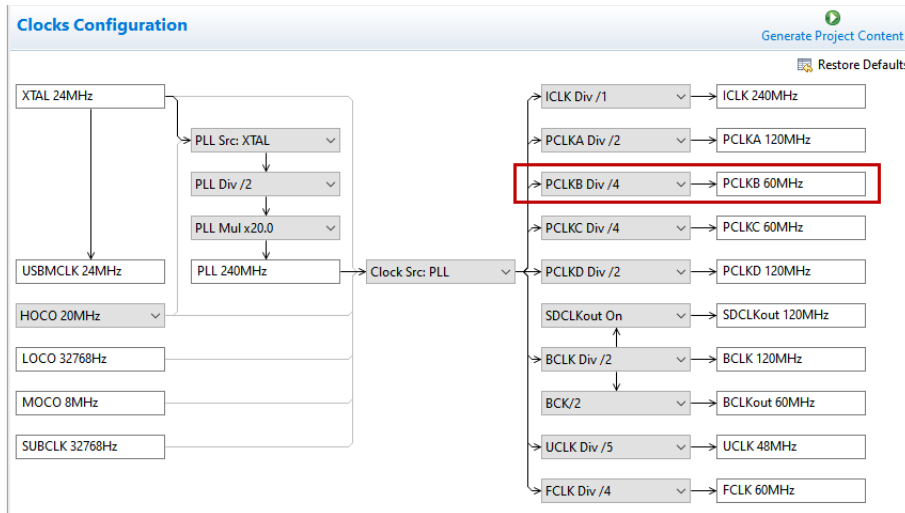 Clocks Configuration
Generate Project Content
Restore Defaults
XTAL 24MHz
PLL Src: XTAL
PLL Div /2
PLL Mul x20.0
USBMCLK 24MHz
PLL 240MHz
Clock Src: PLL
HOCO 20MHz
LOCO 32768Hz
MOCO 8MHz
SUBCLK 32768Hz
ICLK Div /1
ICLK 240MHz
PCLKA Div /2
PCLKA 120MHz
PCLKB Div /4
PCLKB 60MHz
PCLKC Div /4
PCLKC 60MHz
PCLKD Div /2
PCLKD 120MHz
SDCLKout On
SDCLKout 120MHz
BCLK Div /2
BCLK 120MHz
BCK/2
BCLKout 60MHz
UCLK Div /5
UCLK 48MHz
FCLK Div /4
FCLK 60MHz